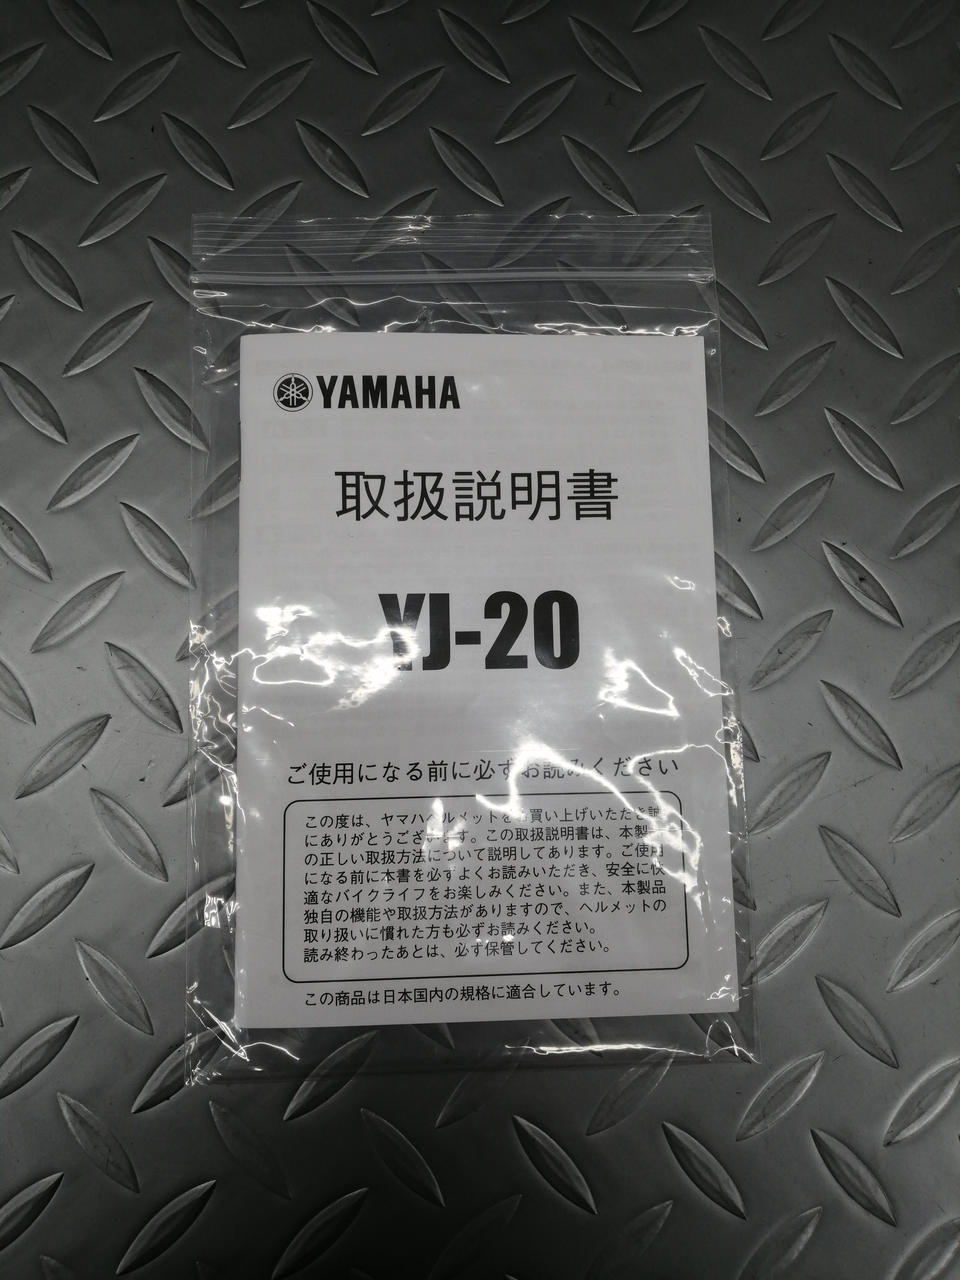 YAMAHA
取扱説明書
YJ-20
ご使用になる前に必ずお読みください
この度は、ヤマハヘルメットをお買い上げいただき誠
にありがとうございます。この取扱説明書は、本製
の正しい取扱方法について説明してあります。ご使用
になる前に本書を必ずよくお読みいただき、安全に快
適なバイクライフをお楽しみください。また、本製品
独自の機能や取扱方法がありますので、ヘルメットの
取り扱いに慣れた方も必ずお読みください。
読み終わったあとは、必ず保管してください。
この商品は日本国内の規格に適合しています。